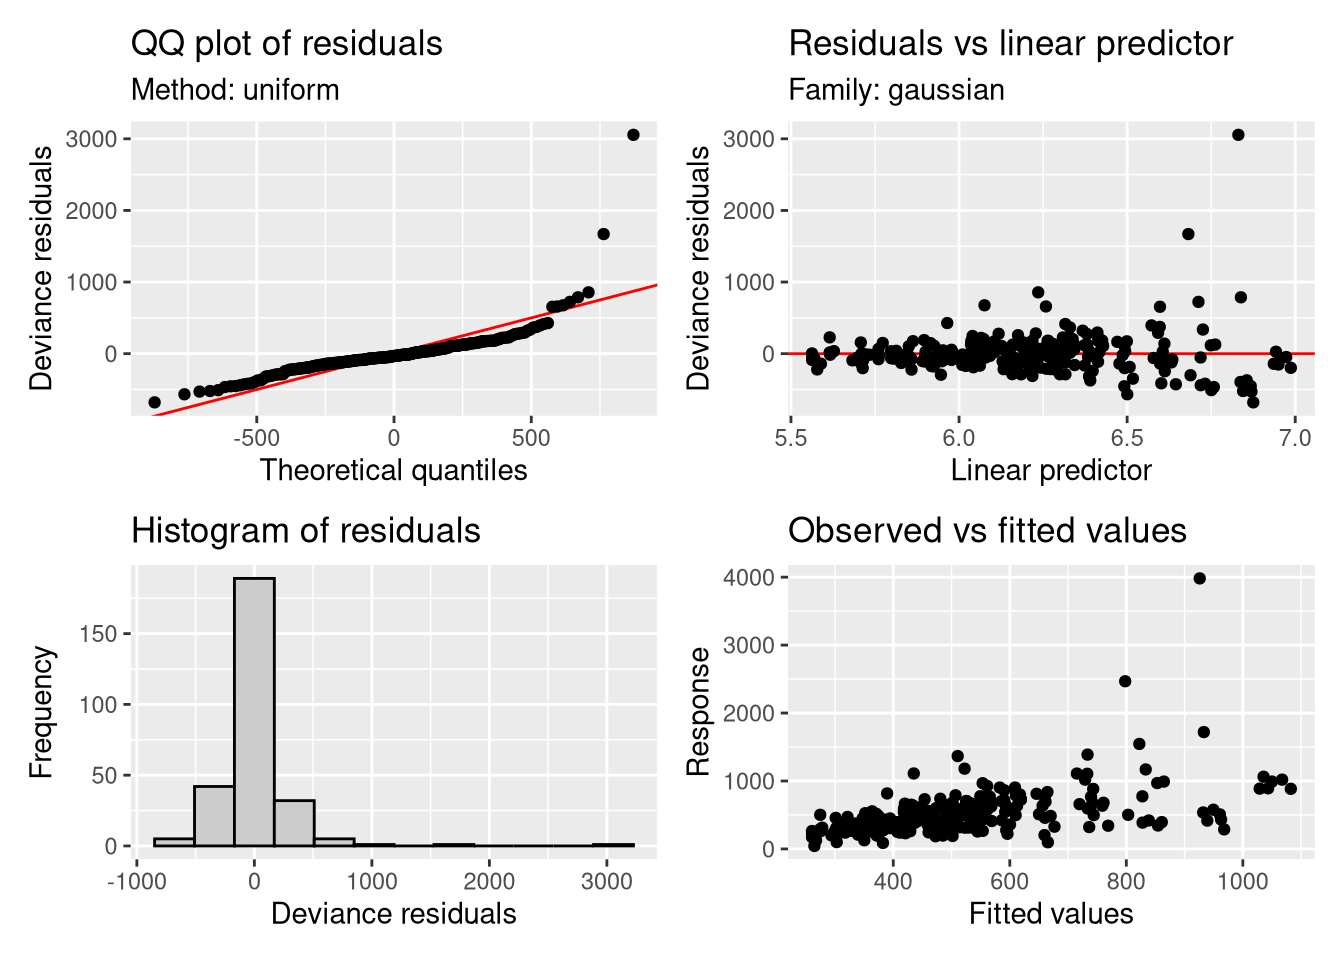 QQ plot of residuals
Method: uniform
Deviance residuals
3000
2000
1000
0
-500
0
500
Theoretical quantiles
Residuals vs linear predictor
Family: gaussian
Deviance residuals
3000
2000
1000
0
5.5
6.0
6.5
7.0
Linear predictor
Histogram of residuals
Frequency
150
100
50
0
-1000
0
1000
2000
3000
Deviance residuals
Observed vs fitted values
Response
4000
3000
2000
1000
0
400
600
800
1000
Fitted values